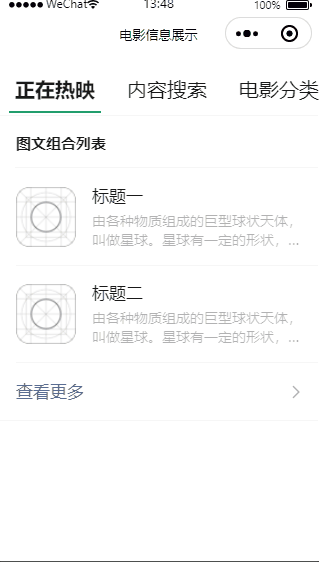 WeChat 13:48 100%
电影信息展示
正在热映 内容搜索 电影分类
图文组合列表
标题一
由各种物质组成的巨型球状天体，
叫做星球。星球有一定的形状，...
标题二
由各种物质组成的巨型球状天体，
叫做星球。星球有一定的形状，...
查看更多